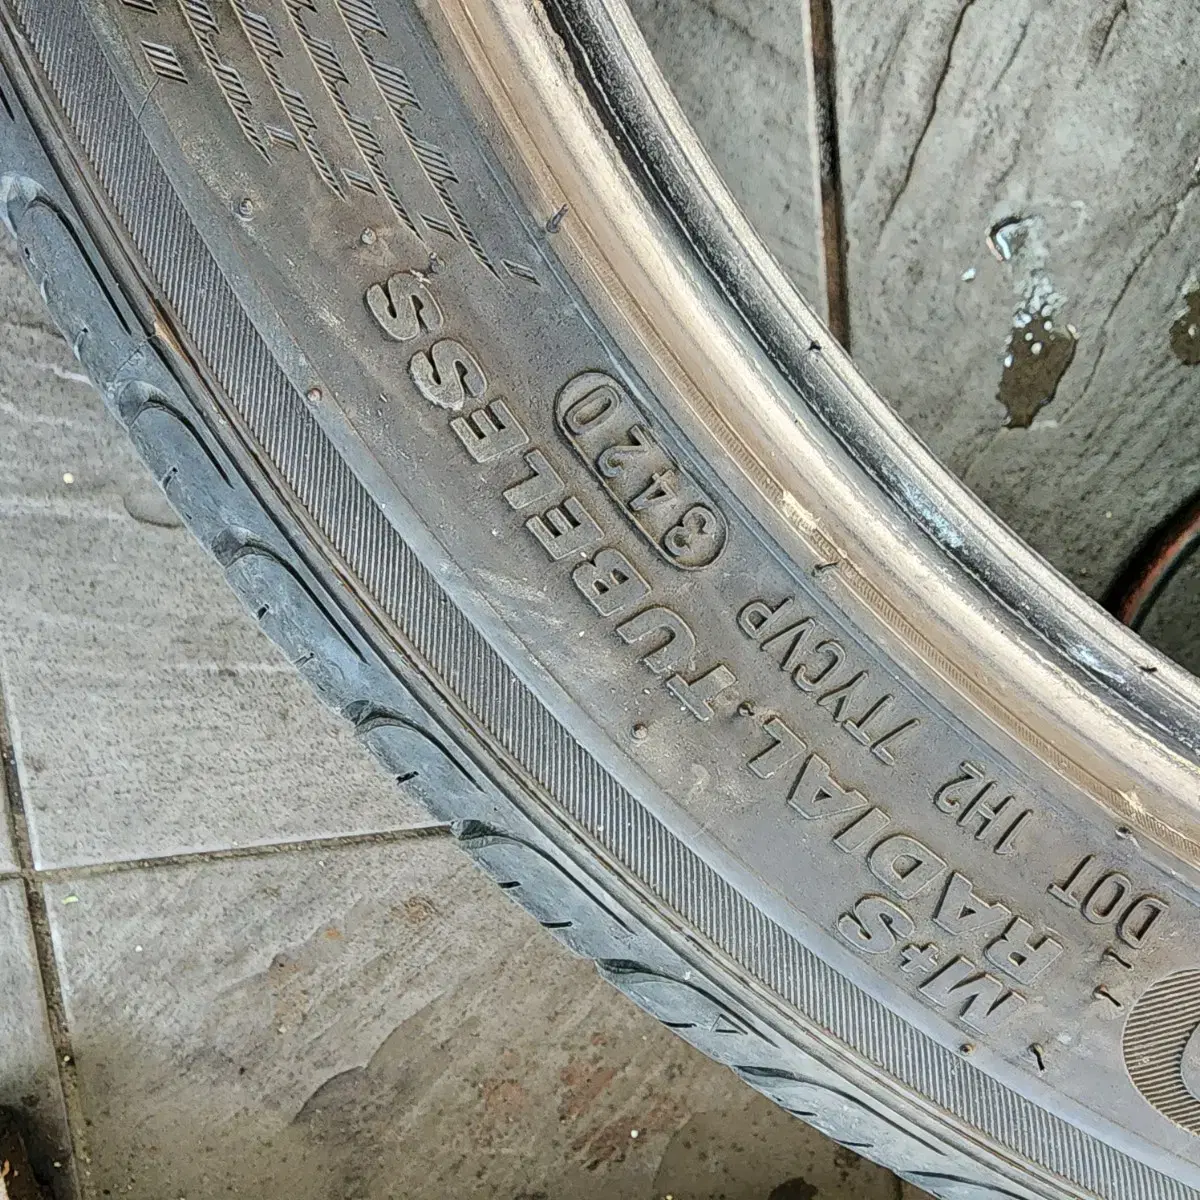 M+S
RADIAL. TUBELESS
DOT 1H2 7TYCVP 3420